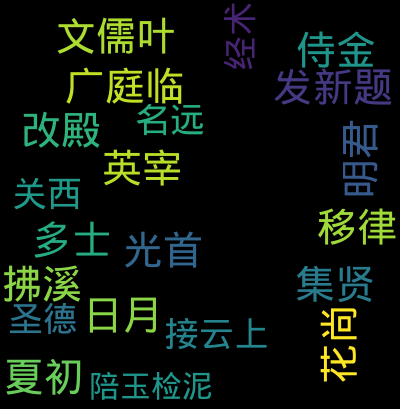 经术
文儒叶
侍金
广庭临
发新题
名远
改殿
明君
英宰
关西
移律
多士
光首
拂溪
集贤
圣德
日月
接云上
花尚
夏初
陪玉检泥